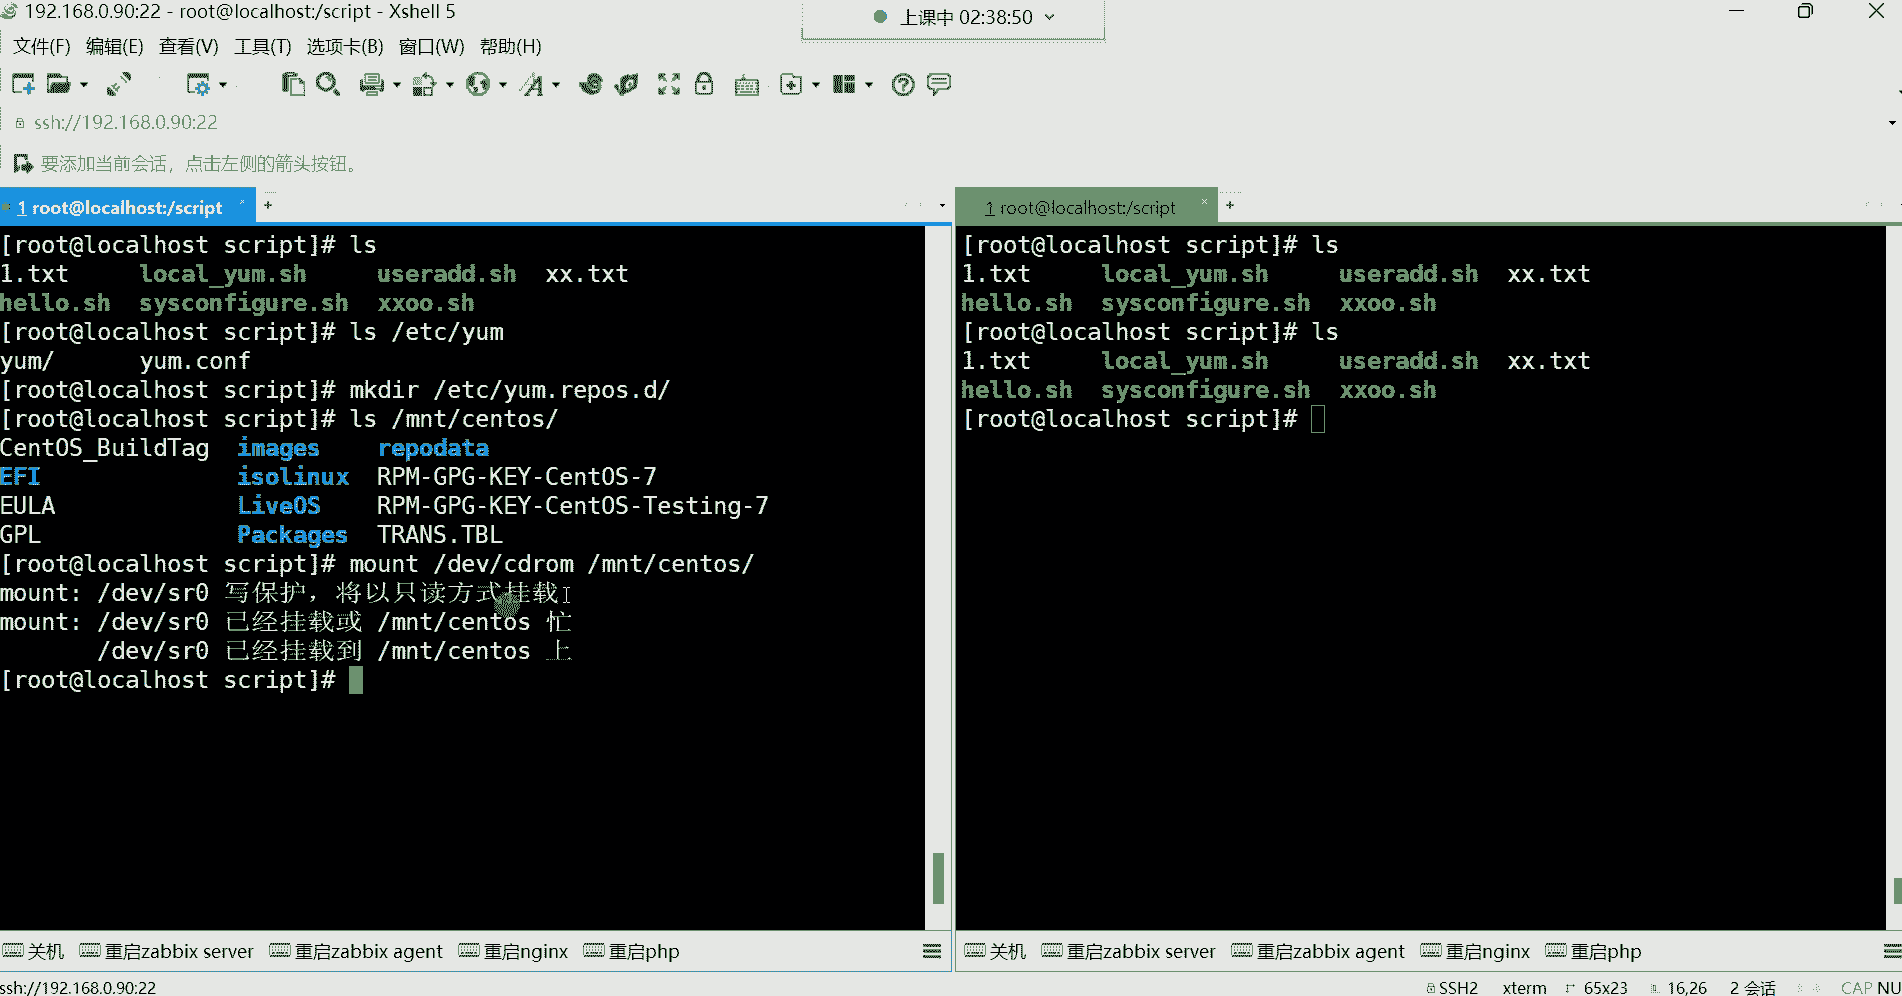 192.168.0.90:22 - root@localhost:/script - Xshell 5
上课中 02:38:50
文件(F) 编辑(E) 查看(V) 工具(T) 选项卡(B) 窗口(W) 帮助(H)
ssh://192.168.0.90:22
要添加当前会话，点击左侧的箭头按钮。
1 root@localhost:/script
[root@localhost script]# ls
1.txt local_yum.sh useradd.sh xx.txt
hello.sh sysconfigure.sh xxoo.sh
[root@localhost script]# ls /etc/yum
yum/ yum.conf
[root@localhost script]# mkdir /etc/yum.repos.d/
[root@localhost script]# ls /mnt/centos/
CentOS_BuildTag images repodata
EFI isolinux RPM-GPG-KEY-CentOS-7
EULA LiveOS RPM-GPG-KEY-CentOS-Testing-7
GPL Packages TRANS.TBL
[root@localhost script]# mount /dev/cdrom /mnt/centos/
mount: /dev/sr0 写保护，将以只读方式挂载
mount: /dev/sr0 已经挂载或 /mnt/centos 忙
/dev/sr0 已经挂载到 /mnt/centos 上
[root@localhost script]#
1 root@localhost:/script
[root@localhost script]# ls
1.txt local_yum.sh useradd.sh xx.txt
hello.sh sysconfigure.sh xxoo.sh
[root@localhost script]# ls
1.txt local_yum.sh useradd.sh xx.txt
hello.sh sysconfigure.sh xxoo.sh
[root@localhost script]#
关机 重启zabbix server 重启zabbix agent 重启nginx 重启php
关机 重启zabbix server 重启zabbix agent 重启nginx 重启php
ssh://192.168.0.90:22 SSH2 xterm 65x23 16,26 2 会话 CAP NU